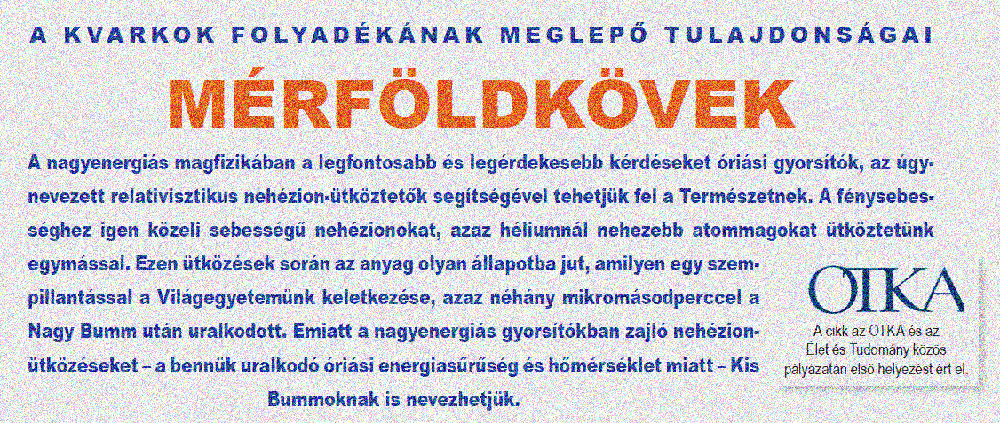 A KVARKOK FOLYADÉKÁNAK MEGLEPŐ TULAJDONSÁGAI
MÉRFÖLDKÖVEK
A nagyenergiás magfizikában a legfontosabb és legérdekesebb kérdéseket óriási gyorsítók, az úgy-
nevezett relativisztikus nehézion-ütköztetők segítségével tehetjük fel a Természetnek. A fénysebes-
séghez igen közeli sebességű nehézionokat, azaz héliumnál nehezebb atommagokat ütköztetünk
egymással. Ezen ütközések során az anyag olyan állapotba jut, amilyen egy szem-
pillantással a Világegyetemünk keletkezése, azaz néhány mikromásodperccel a
Nagy Bumm után uralkodott. Emiatt a nagyenergiás gyorsítókban zajló nehézion-
ütközéseket – a bennük uralkodó óriási energiasűrűség és hőmérséklet miatt – Kis
Bummoknak is nevezhetjük.
OTKA
A cikk az OTKA és az
Élet és Tudomány közös
pályázatán első helyezést ért el.